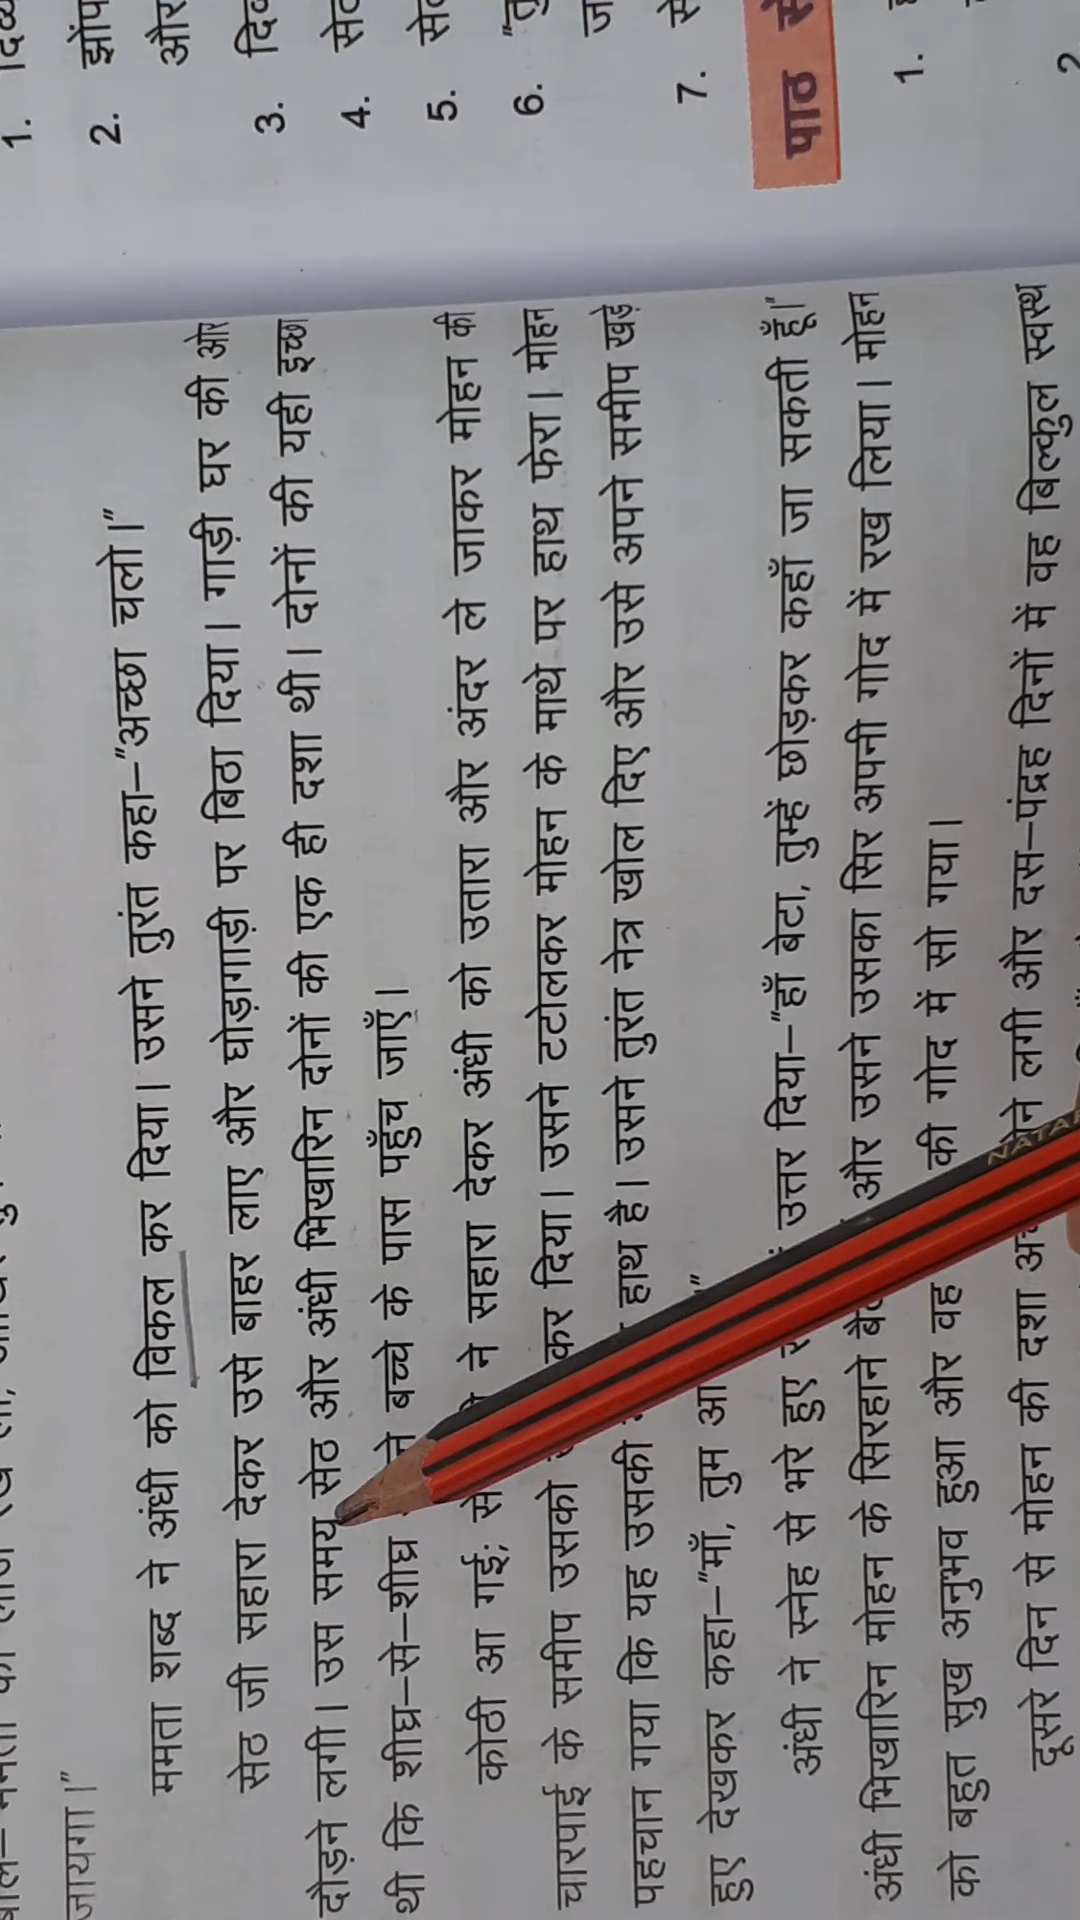 जायगा।"
ममता शब्द ने अंधी को विकल कर दिया। उसने तुरंत कहा–"अच्छा चलो।"
सेठ जी सहारा देकर उसे बाहर लाए और घोड़ागाड़ी पर बिठा दिया। गाड़ी घर की ओर
दौड़ने लगी। उस समय सेठ और अंधी भिखारिन दोनों की एक ही दशा थी। दोनों की यही इच्छा
थी कि शीघ्र–से–शीघ्र बच्चे के पास पहुँच जाएँ।
कोठी आ गई; ने सहारा देकर अंधी को उतारा और अंदर ले जाकर मोहन की
चारपाई के समीप उसको कर दिया। उसने टटोलकर मोहन के माथे पर हाथ फेरा। मोहन
पहचान गया कि यह उसकी हाथ है। उसने तुरंत नेत्र खोल दिए और उसे अपने समीप खड़े
हुए देखकर कहा–"माँ, तुम आ "
अंधी ने स्नेह से भरे हुए उत्तर दिया–"हाँ बेटा, तुम्हें छोड़कर कहाँ जा सकती हूँ।"
अंधी भिखारिन मोहन के सिरहाने और उसने उसका सिर अपनी गोद में रख लिया। मोहन
को बहुत सुख अनुभव हुआ और वह की गोद में सो गया।
दूसरे दिन से मोहन की दशा लगी और दस–पंद्रह दिनों में वह बिल्कुल स्वस्थ
1.
2. झोंप
और
3.
4.
5.
6.
7.
पाठ
1.
2
NATA